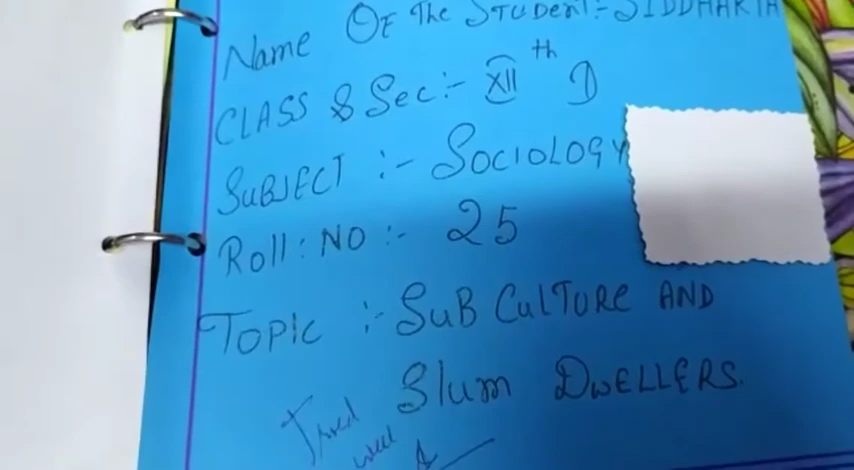 Name OF The STUDent:- SIDDHARTH
CLASS & Sec:- XII th D
SUBJECT :- SOCIOLOGY
Roll: NO :- 25
TOPIC :- SUB CulTURe AND
Slum DWELLERS.